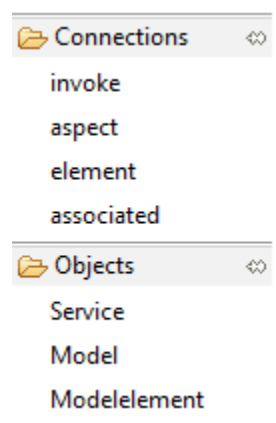 Connections
invoke
aspect
element
associated
Objects
Service
Model
Modelelement